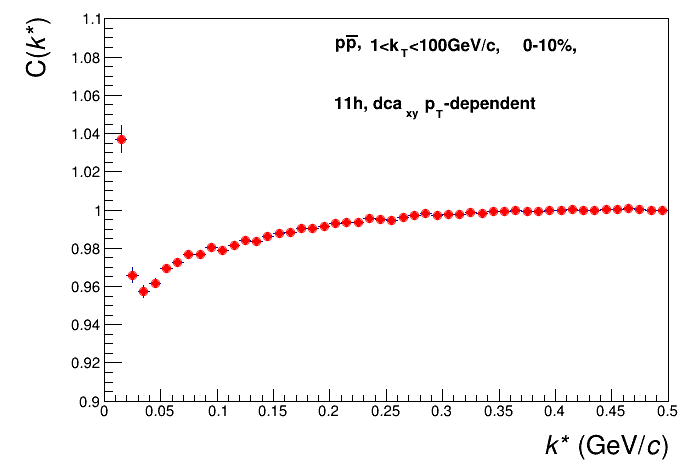 C(k*)
1.1
1.08
1.06
1.04
1.02
1
0.98
0.96
0.94
0.92
0.9
pp̅, 1<k_T<100GeV/c, 0-10%,
11h, dca_xy p_T-dependent
0 0.05 0.1 0.15 0.2 0.25 0.3 0.35 0.4 0.45 0.5
k* (GeV/c)